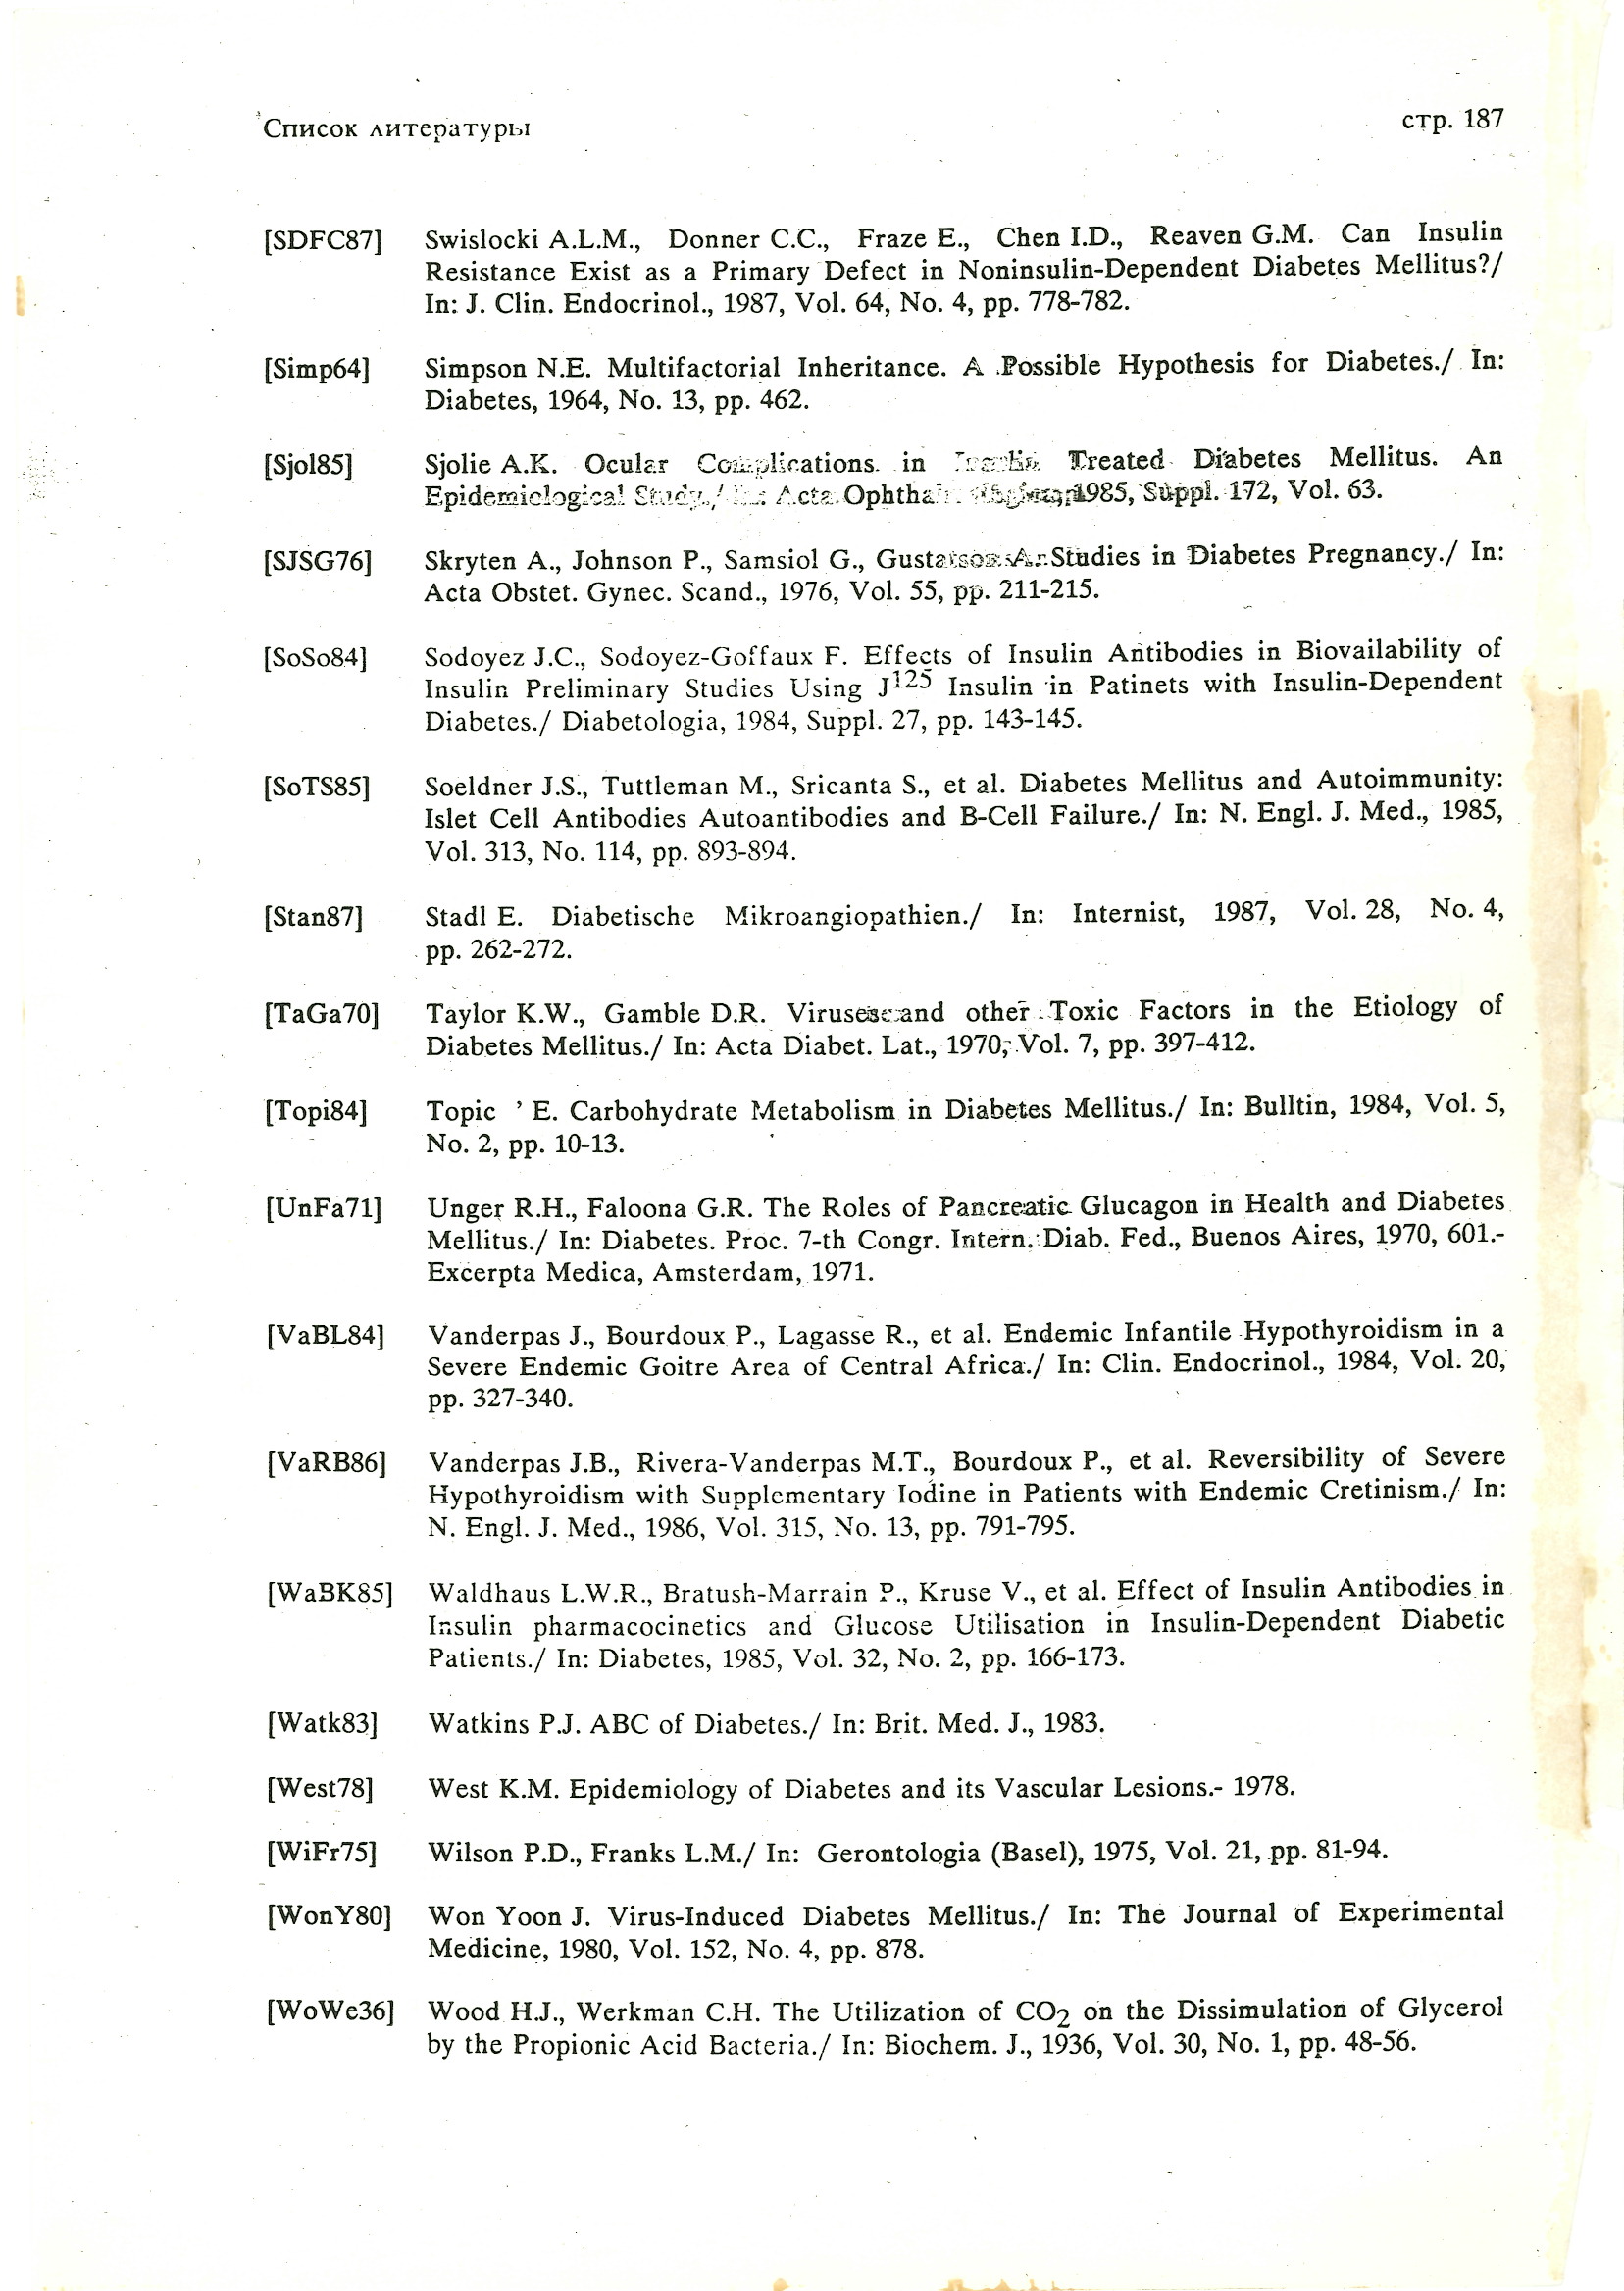 Список литературы
стр. 187
[SDFC87] Swislocki A.L.M., Donner C.C., Fraze E., Chen I.D., Reaven G.M. Can Insulin
Resistance Exist as a Primary Defect in Noninsulin-Dependent Diabetes Mellitus?/
In: J. Clin. Endocrinol., 1987, Vol. 64, No. 4, pp. 778-782.
[Simp64] Simpson N.E. Multifactorial Inheritance. A Possible Hypothesis for Diabetes./ In:
Diabetes, 1964, No. 13, pp. 462.
[Sjol85] Sjolie A.K. Ocular Complications in Insulin Treated Diabetes Mellitus. An
Epidemiological Study./ In: Acta Ophthal 1985, Suppl. 172, Vol. 63.
[SJSG76] Skryten A., Johnson P., Samsiol G., Gustafson A. Studies in Diabetes Pregnancy./ In:
Acta Obstet. Gynec. Scand., 1976, Vol. 55, pp. 211-215.
[SoSo84] Sodoyez J.C., Sodoyez-Goffaux F. Effects of Insulin Antibodies in Biovailability of
Insulin Preliminary Studies Using J125 Insulin in Patinets with Insulin-Dependent
Diabetes./ Diabetologia, 1984, Suppl. 27, pp. 143-145.
[SoTS85] Soeldner J.S., Tuttleman M., Sricanta S., et al. Diabetes Mellitus and Autoimmunity:
Islet Cell Antibodies Autoantibodies and B-Cell Failure./ In: N. Engl. J. Med., 1985,
Vol. 313, No. 114, pp. 893-894.
[Stan87] Stadl E. Diabetische Mikroangiopathien./ In: Internist, 1987, Vol. 28, No. 4,
pp. 262-272.
[TaGa70] Taylor K.W., Gamble D.R. Viruses and other Toxic Factors in the Etiology of
Diabetes Mellitus./ In: Acta Diabet. Lat., 1970, Vol. 7, pp. 397-412.
[Topi84] Topic ' E. Carbohydrate Metabolism in Diabetes Mellitus./ In: Bulltin, 1984, Vol. 5,
No. 2, pp. 10-13.
[UnFa71] Unger R.H., Faloona G.R. The Roles of Pancreatic Glucagon in Health and Diabetes
Mellitus./ In: Diabetes. Proc. 7-th Congr. Intern. Diab. Fed., Buenos Aires, 1970, 601.-
Excerpta Medica, Amsterdam, 1971.
[VaBL84] Vanderpas J., Bourdoux P., Lagasse R., et al. Endemic Infantile Hypothyroidism in a
Severe Endemic Goitre Area of Central Africa./ In: Clin. Endocrinol., 1984, Vol. 20,
pp. 327-340.
[VaRB86] Vanderpas J.B., Rivera-Vanderpas M.T., Bourdoux P., et al. Reversibility of Severe
Hypothyroidism with Supplementary Iodine in Patients with Endemic Cretinism./ In:
N. Engl. J. Med., 1986, Vol. 315, No. 13, pp. 791-795.
[WaBK85] Waldhaus L.W.R., Bratush-Marrain P., Kruse V., et al. Effect of Insulin Antibodies in
Insulin pharmacocinetics and Glucose Utilisation in Insulin-Dependent Diabetic
Patients./ In: Diabetes, 1985, Vol. 32, No. 2, pp. 166-173.
[Watk83] Watkins P.J. ABC of Diabetes./ In: Brit. Med. J., 1983.
[West78] West K.M. Epidemiology of Diabetes and its Vascular Lesions.- 1978.
[WiFr75] Wilson P.D., Franks L.M./ In: Gerontologia (Basel), 1975, Vol. 21, pp. 81-94.
[WonY80] Won Yoon J. Virus-Induced Diabetes Mellitus./ In: The Journal of Experimental
Medicine, 1980, Vol. 152, No. 4, pp. 878.
[WoWe36] Wood H.J., Werkman C.H. The Utilization of CO2 on the Dissimulation of Glycerol
by the Propionic Acid Bacteria./ In: Biochem. J., 1936, Vol. 30, No. 1, pp. 48-56.